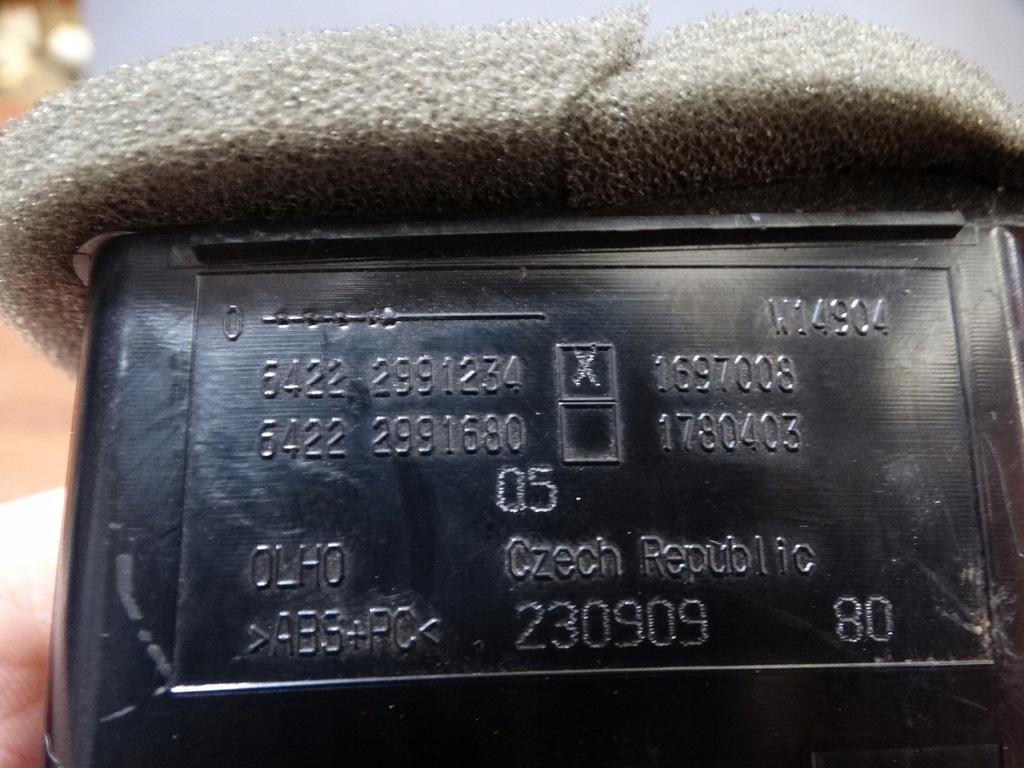 0 W14904
6422 2991234 X 1697008
6422 2991680 1780403
05
OLHO Czech Republic
>ABS+PC< 230909 80